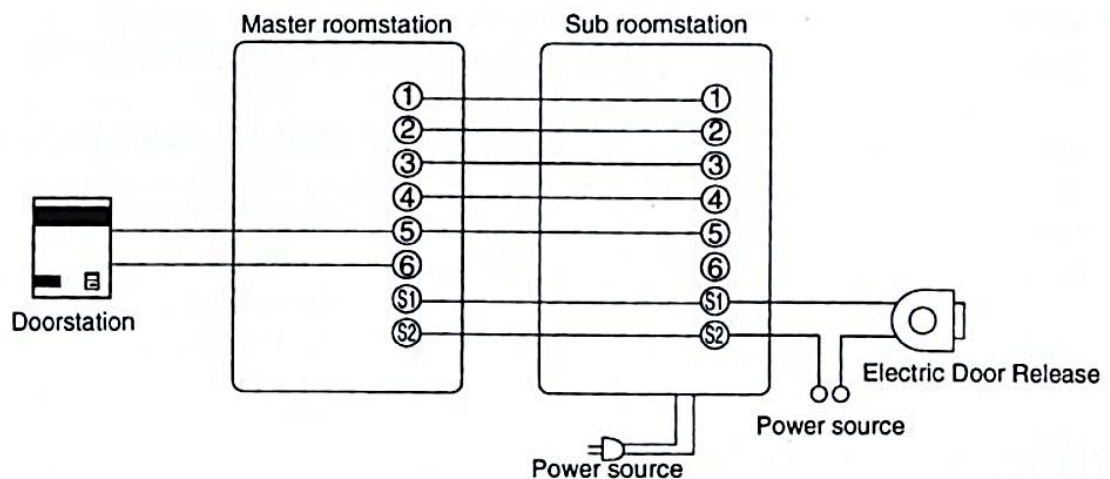 Master roomstation
Sub roomstation
1 1
2 2
3 3
4 4
5 5
6 6
S1 S1
S2 S2
Doorstation
Electric Door Release
Power source
Power source